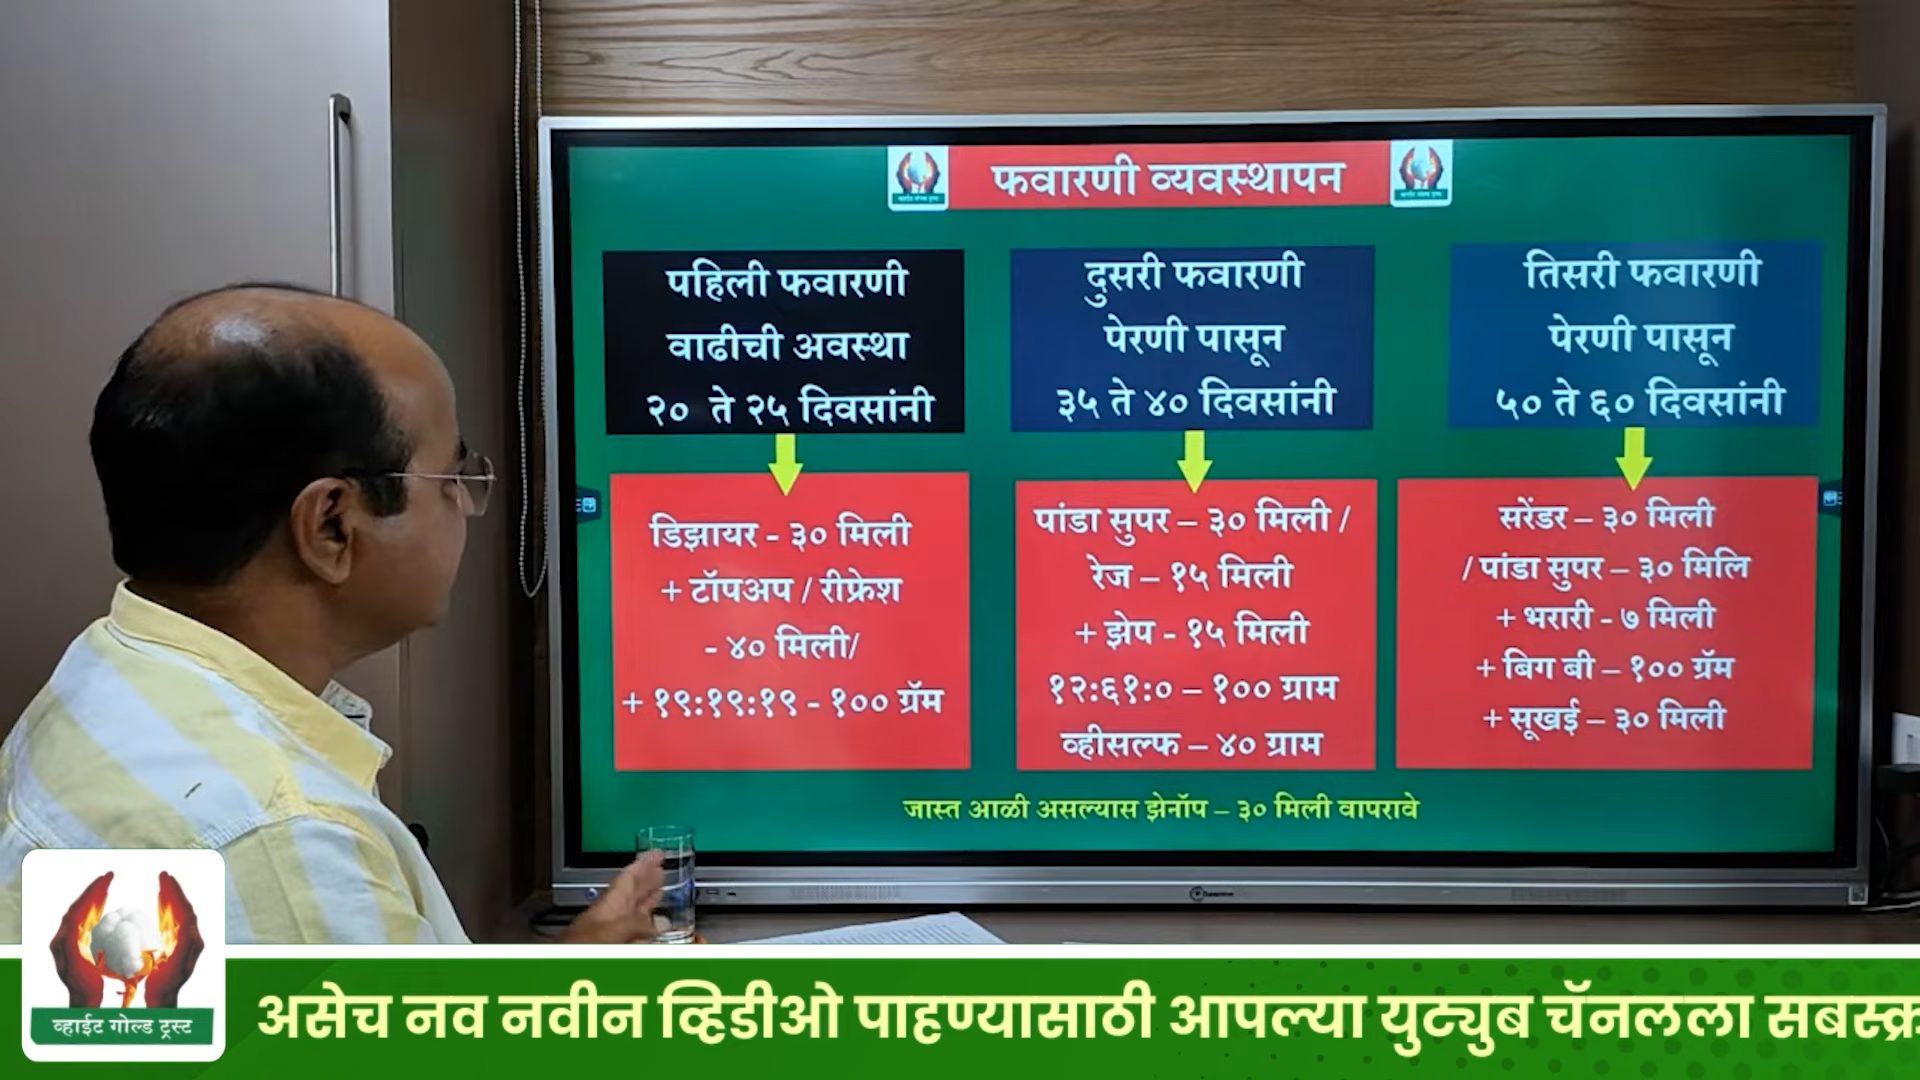 फवारणी व्यवस्थापन
पहिली फवारणी
वाढीची अवस्था
२० ते २५ दिवसांनी
डिझायर - ३० मिली
+ टॉपअप / रीफ्रेश
- ४० मिली/
+ १९:१९:१९ - १०० ग्रॅम
दुसरी फवारणी
पेरणी पासून
३५ ते ४० दिवसांनी
पांडा सुपर – ३० मिली /
रेज – १५ मिली
+ झेप - १५ मिली
१२:६१:० – १०० ग्राम
व्हीसल्फ – ४० ग्राम
तिसरी फवारणी
पेरणी पासून
५० ते ६० दिवसांनी
सरेंडर – ३० मिली
/ पांडा सुपर – ३० मिलि
+ भरारी - ७ मिली
+ बिग बी – १०० ग्रॅम
+ सूखई – ३० मिली
जास्त आळी असल्यास झेनॉप – ३० मिली वापरावे
व्हाईट गोल्ड ट्रस्ट
असेच नव नवीन व्हिडीओ पाहण्यासाठी आपल्या युट्युब चॅनलला सबस्क्र